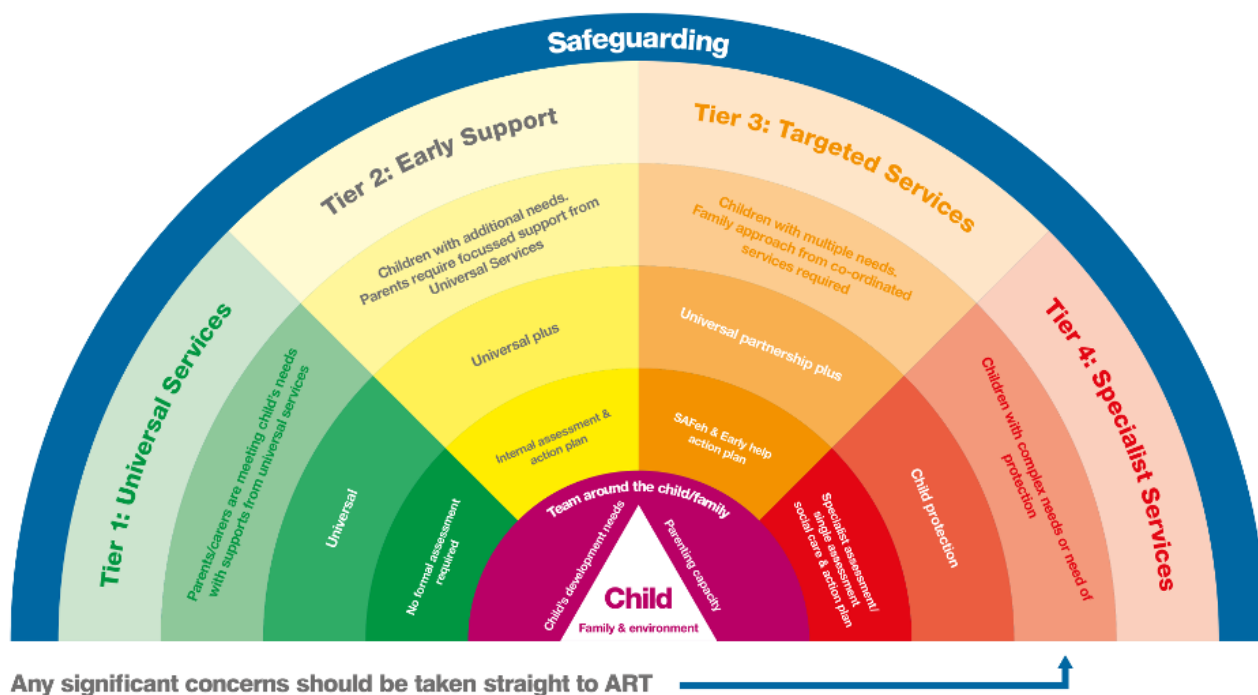 Safeguarding
Tier 1: Universal Services
Parents/carers are meeting child's needs
with supports from universal services
Universal
No formal assessment
required
Tier 2: Early Support
Children with additional needs.
Parents require focussed support from
Universal Services
Universal plus
Internal assessment &
action plan
Tier 3: Targeted Services
Children with multiple needs.
Family approach from co-ordinated
services required
Universal partnership plus
SAFeh & Early help
action plan
Tier 4: Specialist Services
Children with complex needs or need of
protection
Child protection
Specialist assessment/
single assessment
social care & action plan
Team around the child/family
Child's development needs
Parenting capacity
Child
Family & environment
Any significant concerns should be taken straight to ART